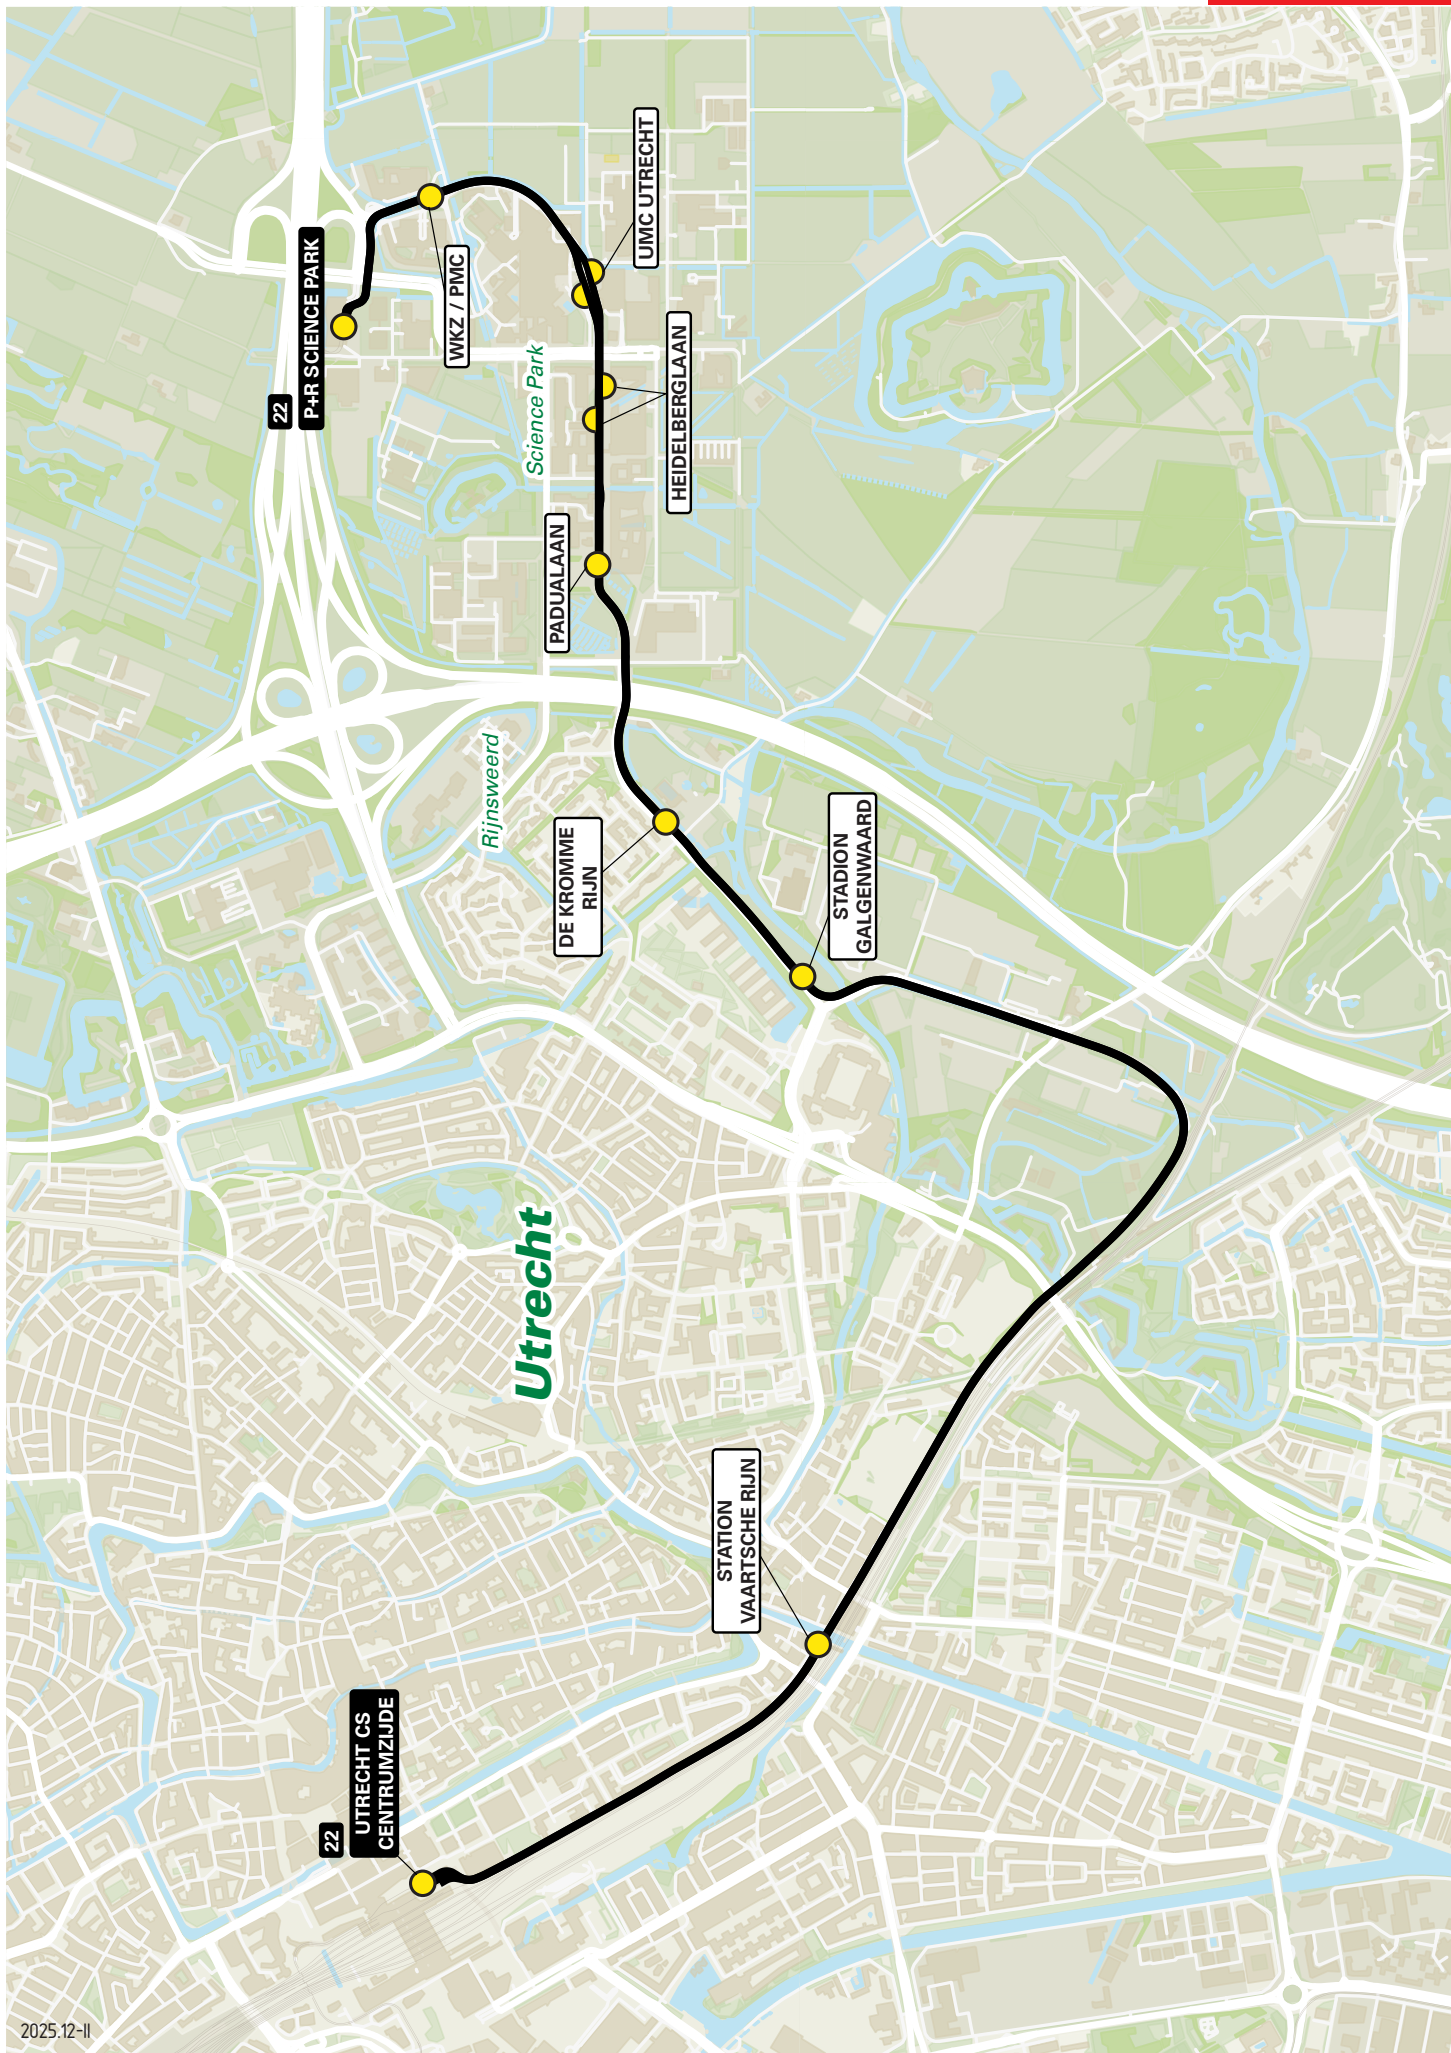 22
P+R SCIENCE PARK
WKZ / PMC
UMC UTRECHT
HEIDELBERGLAAN
Science Park
PADUALAAN
Rijnsweerd
DE KROMME
RIJN
STADION
GALGENWAARD
Utrecht
STATION
VAARTSCHE RIJN
22
UTRECHT CS
CENTRUMZIJDE
2025.12-II